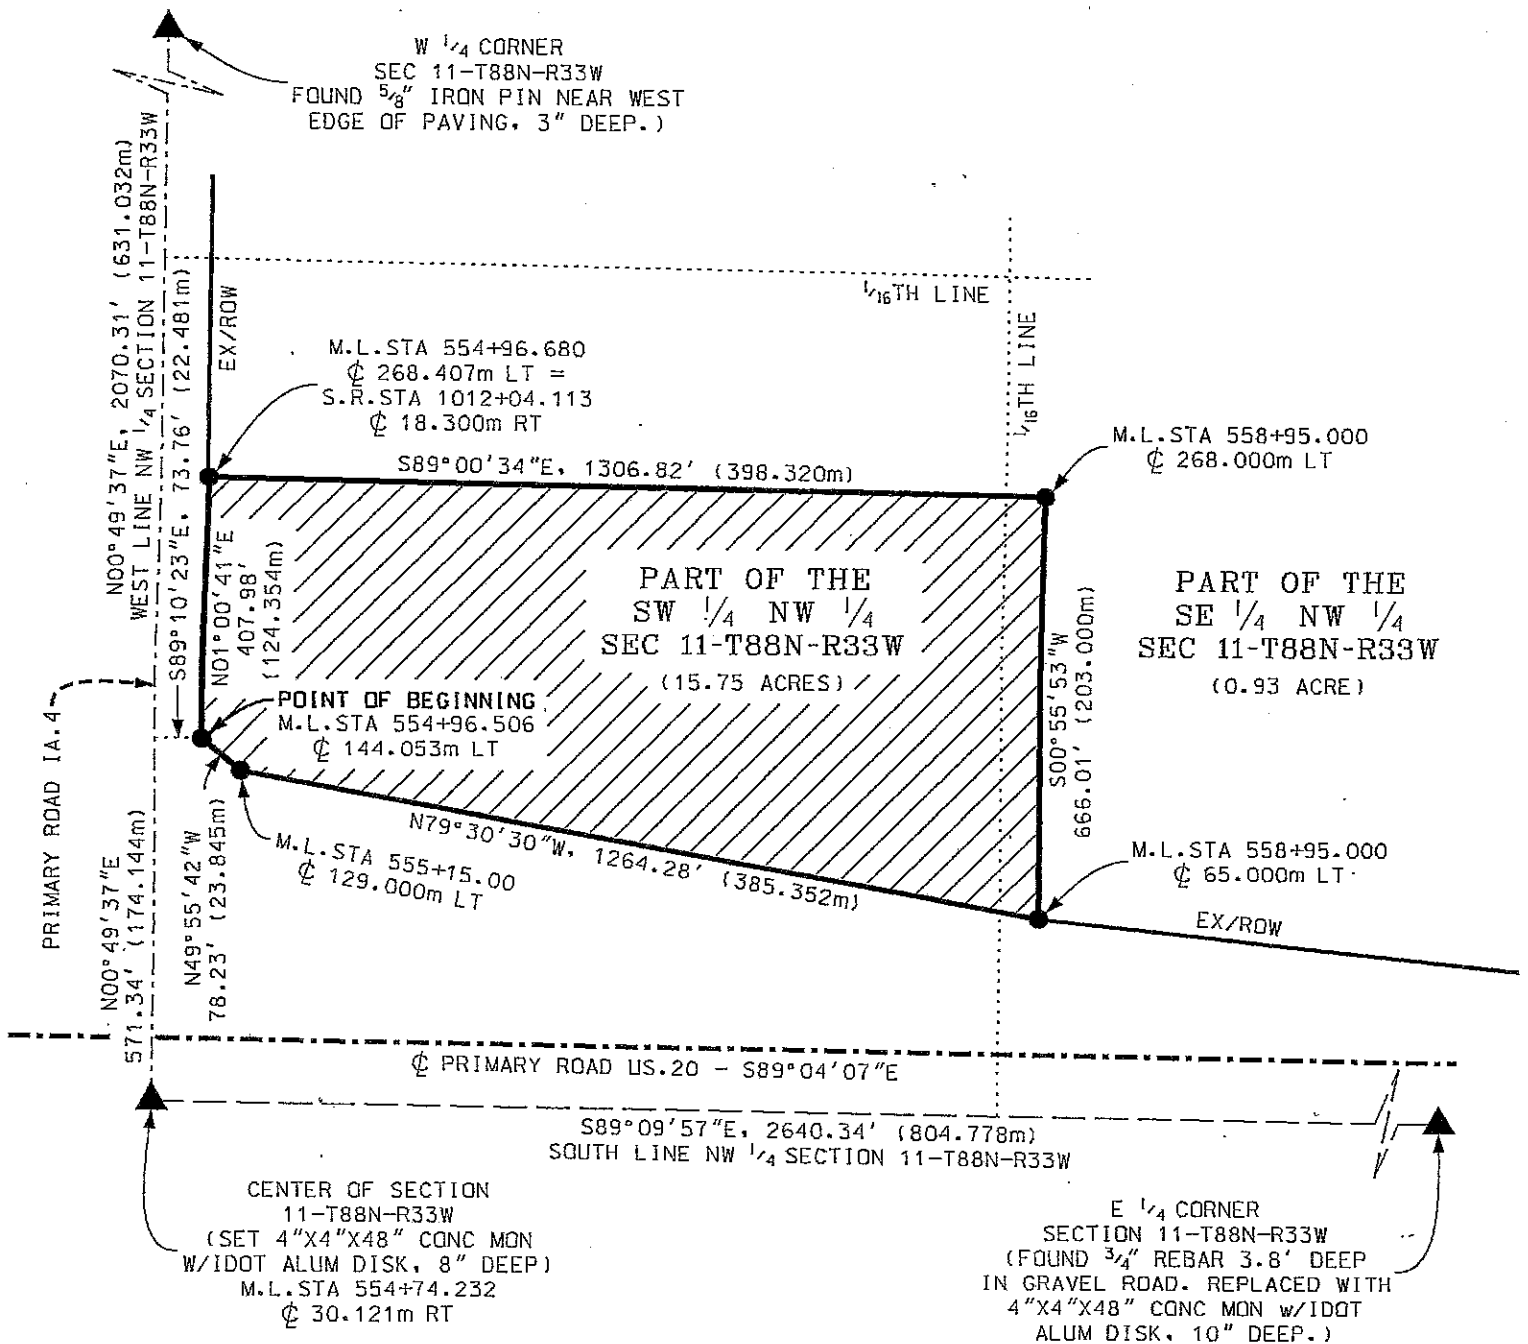 W 1/4 CORNER
SEC 11-T88N-R33W
FOUND 5/8" IRON PIN NEAR WEST
EDGE OF PAVING, 3" DEEP.)
N00°49'37"E, 2070.31' (631.032m)
WEST LINE NW 1/4 SECTION 11-T88N-R33W
S89°10'23"E, 73.76' (22.481m)
EX/ROW
1/16TH LINE
1/16TH LINE
M.L.STA 554+96.680
℄ 268.407m LT =
S.R.STA 1012+04.113
℄ 18.300m RT
M.L.STA 558+95.000
℄ 268.000m LT
S89°00'34"E, 1306.82' (398.320m)
N01°00'41"E
407.98'
(124.354m)
PART OF THE
SW 1/4 NW 1/4
SEC 11-T88N-R33W
(15.75 ACRES)
PART OF THE
SE 1/4 NW 1/4
SEC 11-T88N-R33W
(0.93 ACRE)
S00°55'53"W
666.01' (203.000m)
POINT OF BEGINNING
M.L.STA 554+96.506
℄ 144.053m LT
PRIMARY ROAD IA.4
N00°49'37"E
571.34' (174.144m)
N49°55'42"W
78.23' (23.845m)
M.L.STA 555+15.00
℄ 129.000m LT
N79°30'30"W, 1264.28' (385.352m)
M.L.STA 558+95.000
℄ 65.000m LT
EX/ROW
℄ PRIMARY ROAD US.20 - S89°04'07"E
S89°09'57"E, 2640.34' (804.778m)
SOUTH LINE NW 1/4 SECTION 11-T88N-R33W
CENTER OF SECTION
11-T88N-R33W
(SET 4"X4"X48" CONC MON
W/IDOT ALUM DISK, 8" DEEP)
M.L.STA 554+74.232
℄ 30.121m RT
E 1/4 CORNER
SECTION 11-T88N-R33W
(FOUND 3/4" REBAR 3.8' DEEP
IN GRAVEL ROAD. REPLACED WITH
4"X4"X48" CONC MON w/IDOT
ALUM DISK, 10" DEEP.)